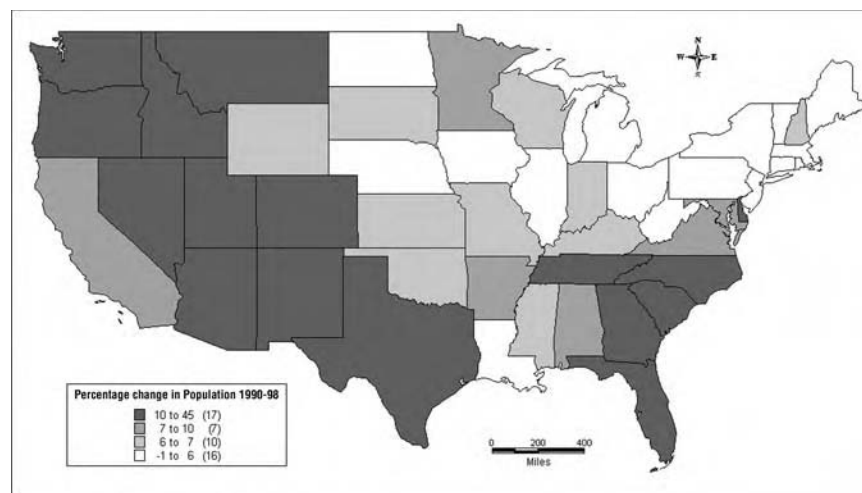 N
W E
S
Percentage change in Population 1990-98
10 to 45 (17)
7 to 10 (7)
6 to 7 (10)
-1 to 6 (16)
0 200 400
Miles